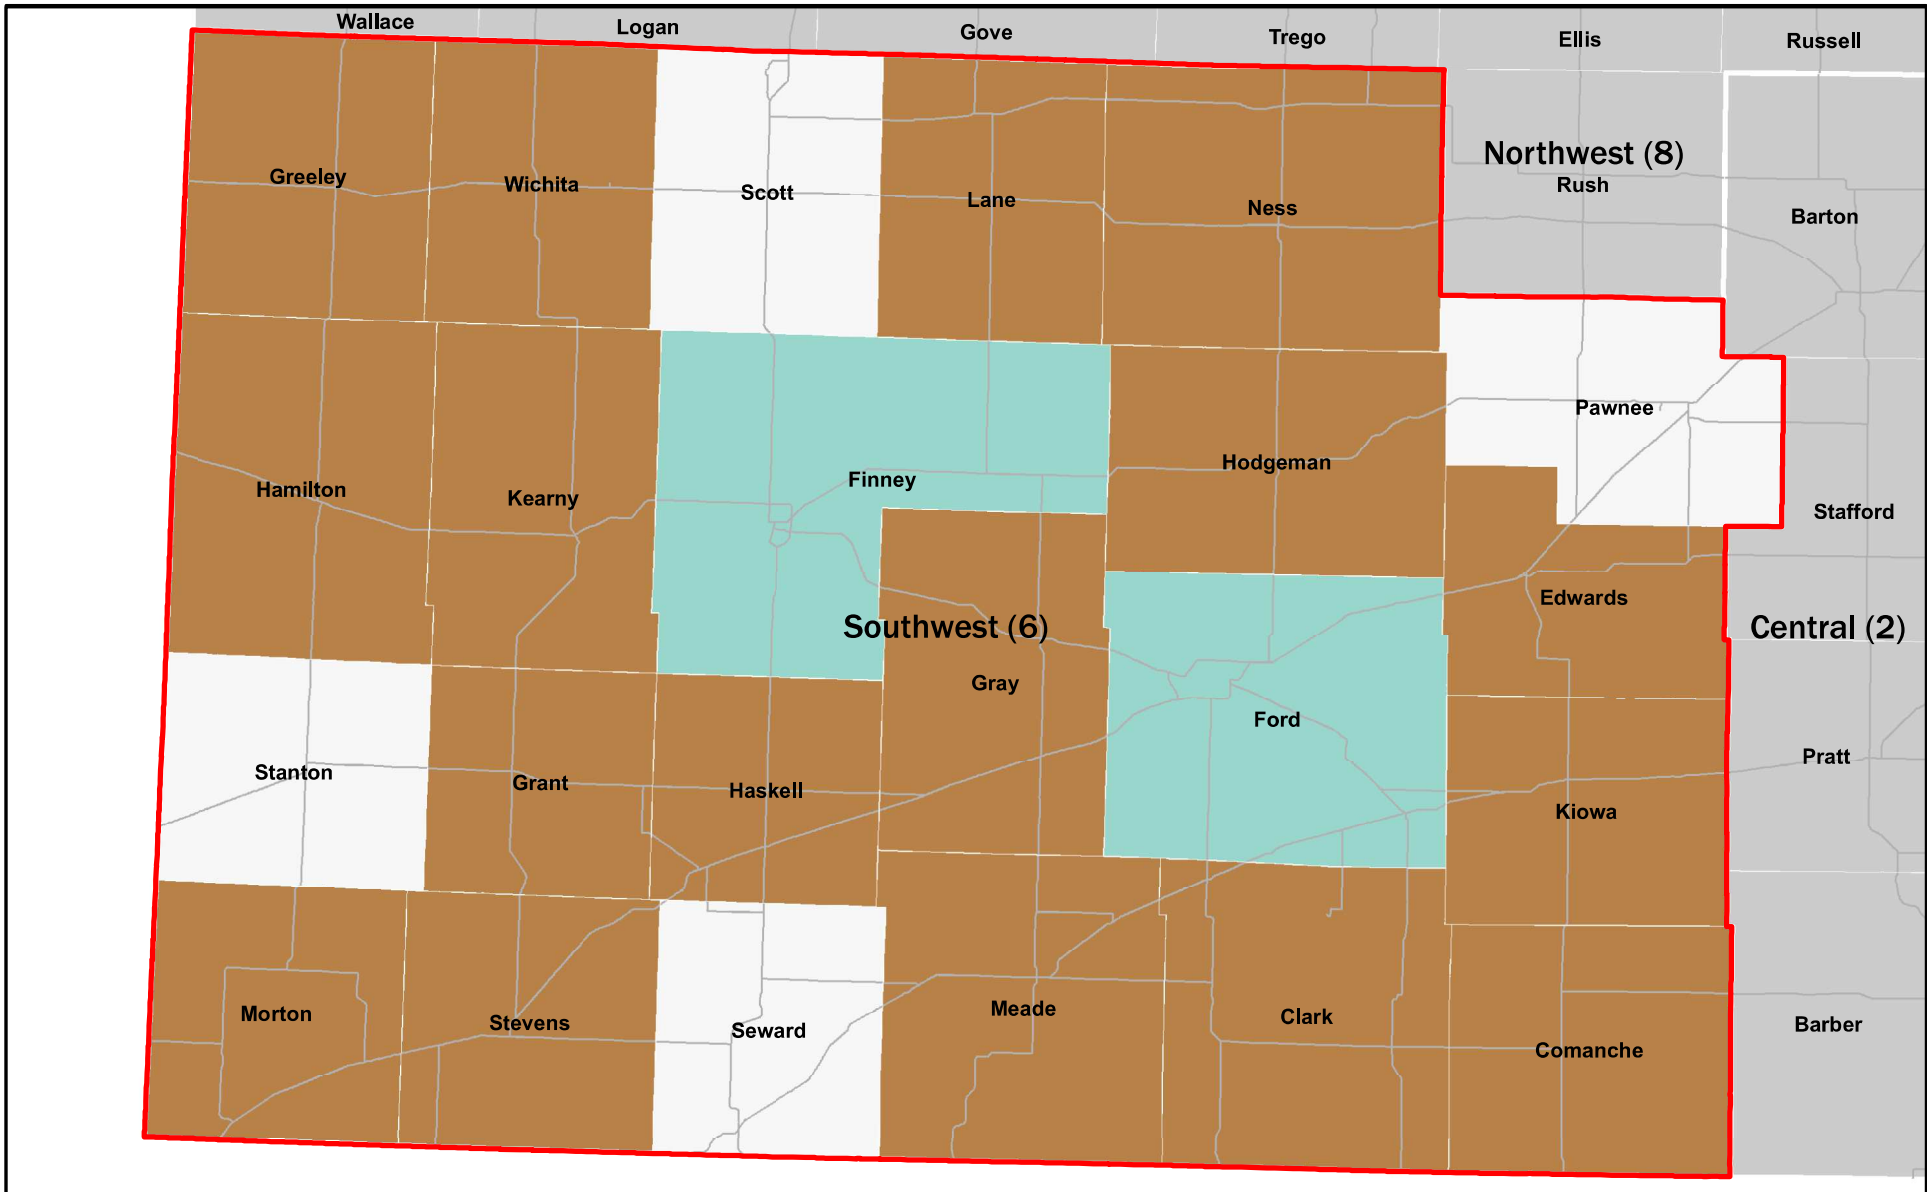 Wallace
Logan
Gove
Trego
Ellis
Russell
Northwest (8)
Greeley
Wichita
Scott
Lane
Ness
Rush
Barton
Pawnee
Hamilton
Kearny
Finney
Hodgeman
Stafford
Edwards
Southwest (6)
Central (2)
Gray
Ford
Stanton
Grant
Haskell
Kiowa
Pratt
Morton
Stevens
Seward
Meade
Clark
Comanche
Barber